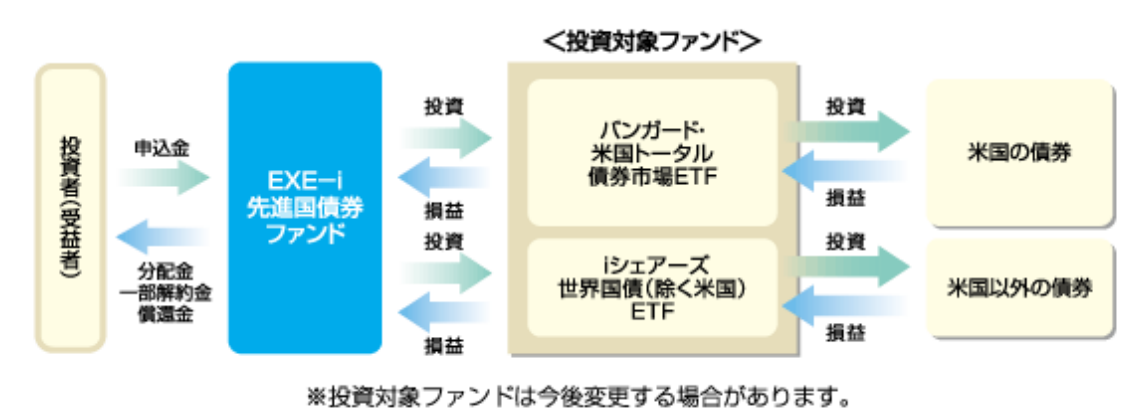 ＜投資対象ファンド＞
投資者（受益者）
申込金
分配金
一部解約金
償還金
EXE－i
先進国債券
ファンド
投資
損益
投資
損益
バンガード・
米国トータル
債券市場ETF
iシェアーズ
世界国債（除く米国）
ETF
投資
損益
投資
損益
米国の債券
米国以外の債券
※投資対象ファンドは今後変更する場合があります。